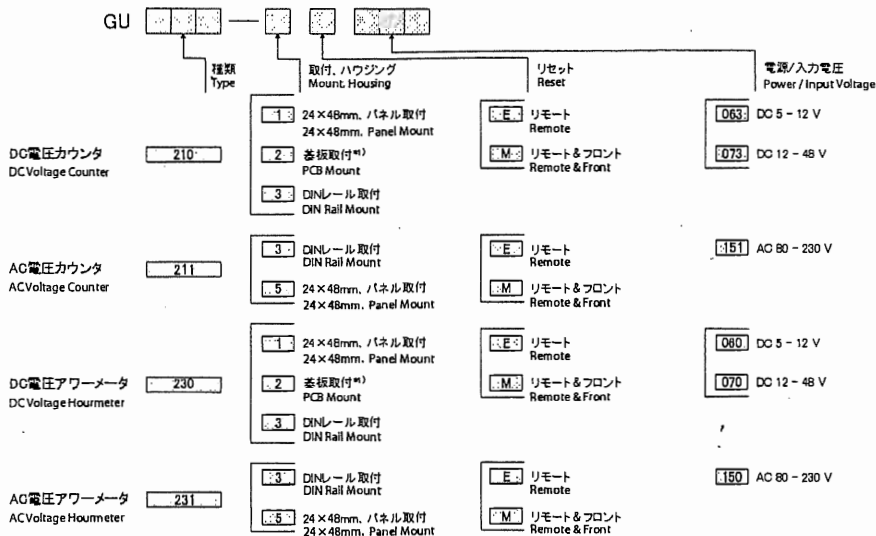 GU
種類
Type
取付、ハウジング
Mount, Housing
リセット
Reset
電源/入力電圧
Power / Input Voltage
DC電圧カウンタ
DC Voltage Counter
210
1 24×48mm、パネル取付
24×48mm. Panel Mount
2 基板取付*1)
PCB Mount
3 DINレール取付
DIN Rail Mount
E リモート
Remote
M リモート&フロント
Remote & Front
063 DC 5 - 12 V
073 DC 12 - 48 V
AC電圧カウンタ
AC Voltage Counter
211
3 DINレール取付
DIN Rail Mount
5 24×48mm、パネル取付
24×48mm. Panel Mount
E リモート
Remote
M リモート&フロント
Remote & Front
151 AC 80 - 230 V
DC電圧アワーメータ
DC Voltage Hourmeter
230
1 24×48mm、パネル取付
24×48mm. Panel Mount
2 基板取付*1)
PCB Mount
3 DINレール取付
DIN Rail Mount
E リモート
Remote
M リモート&フロント
Remote & Front
060 DC 5 - 12 V
070 DC 12 - 48 V
AC電圧アワーメータ
AC Voltage Hourmeter
231
3 DINレール取付
DIN Rail Mount
5 24×48mm、パネル取付
24×48mm. Panel Mount
E リモート
Remote
M リモート&フロント
Remote & Front
150 AC 80 - 230 V